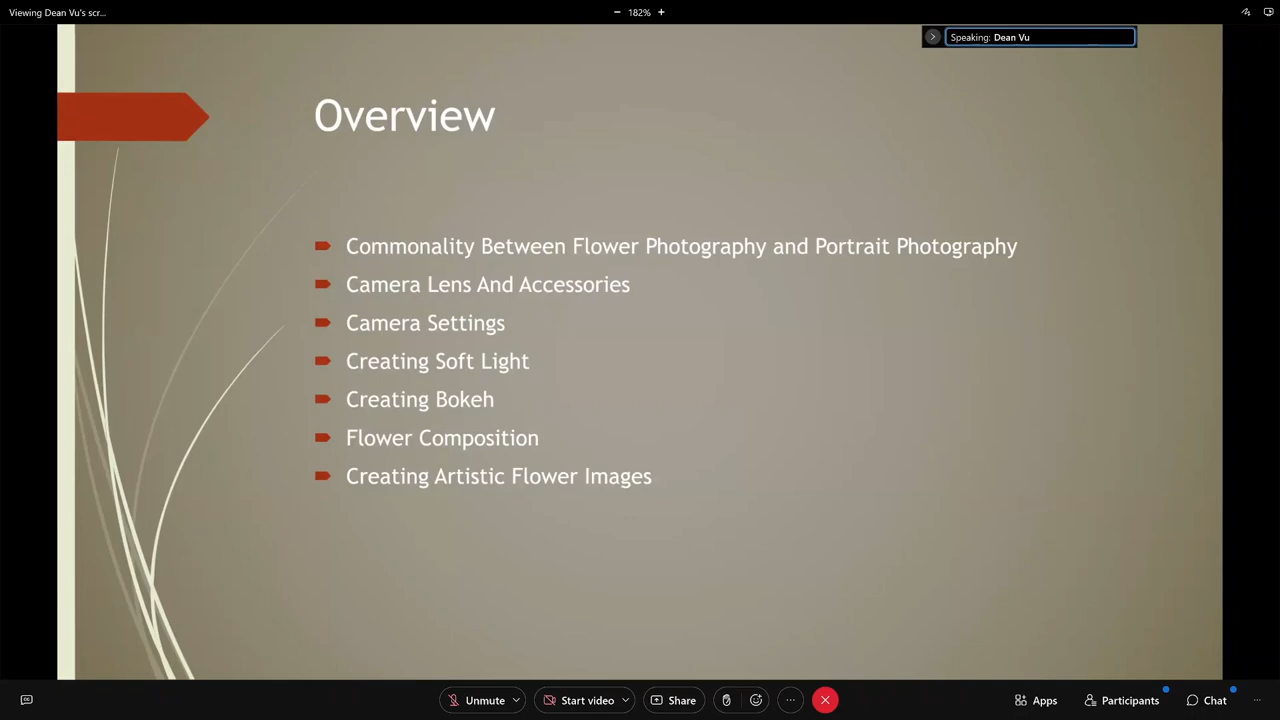 Viewing Dean Vu's scr...
182%
Speaking: Dean Vu
Overview
Commonality Between Flower Photography and Portrait Photography
Camera Lens And Accessories
Camera Settings
Creating Soft Light
Creating Bokeh
Flower Composition
Creating Artistic Flower Images
Unmute
Start video
Share
Apps
Participants
Chat